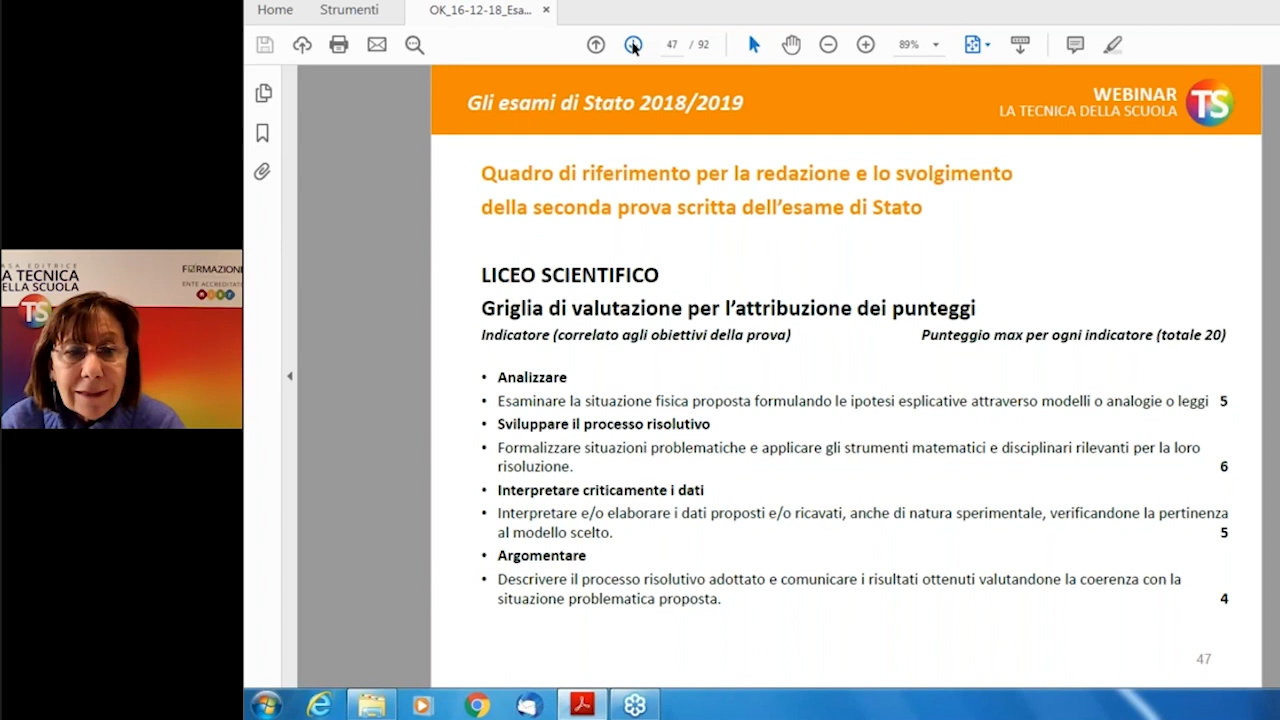 Home
Strumenti
OK_16-12-18_Esa...
47 / 92
89%
Gli esami di Stato 2018/2019
WEBINAR
LA TECNICA DELLA SCUOLA
TS
Quadro di riferimento per la redazione e lo svolgimento
della seconda prova scritta dell'esame di Stato
LICEO SCIENTIFICO
Griglia di valutazione per l'attribuzione dei punteggi
Indicatore (correlato agli obiettivi della prova) Punteggio max per ogni indicatore (totale 20)
• Analizzare
• Esaminare la situazione fisica proposta formulando le ipotesi esplicative attraverso modelli o analogie o leggi 5
• Sviluppare il processo risolutivo
• Formalizzare situazioni problematiche e applicare gli strumenti matematici e disciplinari rilevanti per la loro
risoluzione. 6
• Interpretare criticamente i dati
• Interpretare e/o elaborare i dati proposti e/o ricavati, anche di natura sperimentale, verificandone la pertinenza
al modello scelto. 5
• Argomentare
• Descrivere il processo risolutivo adottato e comunicare i risultati ottenuti valutandone la coerenza con la
situazione problematica proposta. 4
47
ASA EDITRICE
A TECNICA
ELLA SCUOLA
TS
FORMAZIONE
ENTE ACCREDITAT